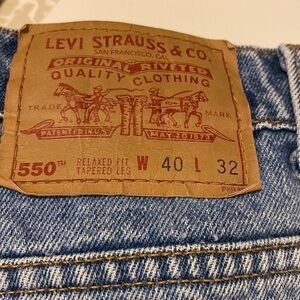 LEVI STRAUSS & CO.
SAN FRANCISCO, CAL.
ORIGINAL RIVETED
QUALITY CLOTHING
TRADE MARK
PATENTED IN U.S. MAY 20 1873
550™ RELAXED FIT TAPERED LEG W 40 L 32